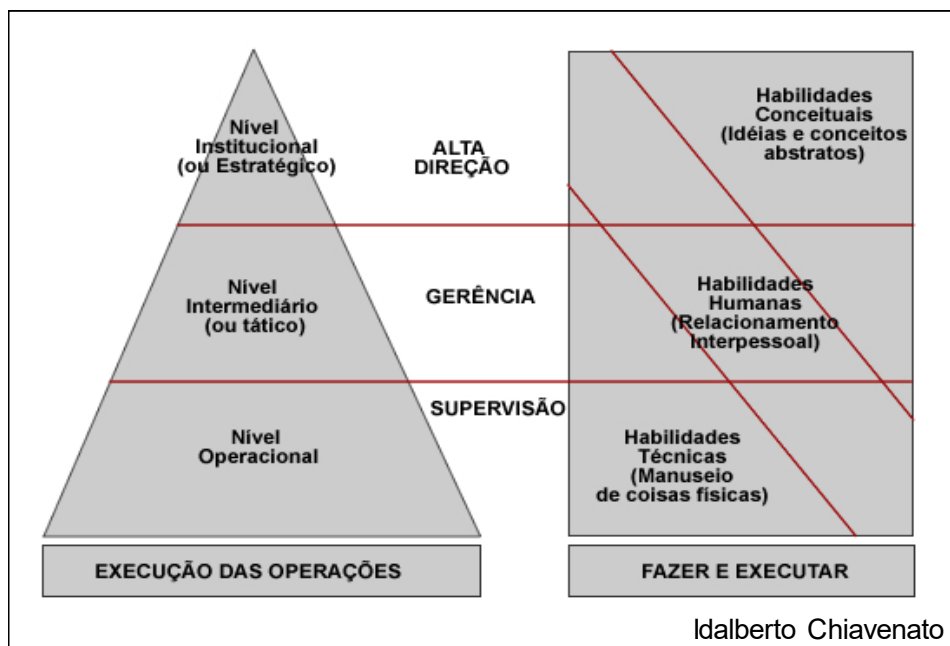 Nível
Institucional
(ou Estratégico)
ALTA
DIREÇÃO
Habilidades
Conceituais
(Idéias e conceitos
abstratos)
Nível
Intermediário
(ou tático)
GERÊNCIA
Habilidades
Humanas
(Relacionamento
Interpessoal)
Nível
Operacional
SUPERVISÃO
Habilidades
Técnicas
(Manuseio
de coisas físicas)
EXECUÇÃO DAS OPERAÇÕES
FAZER E EXECUTAR
Idalberto Chiavenato